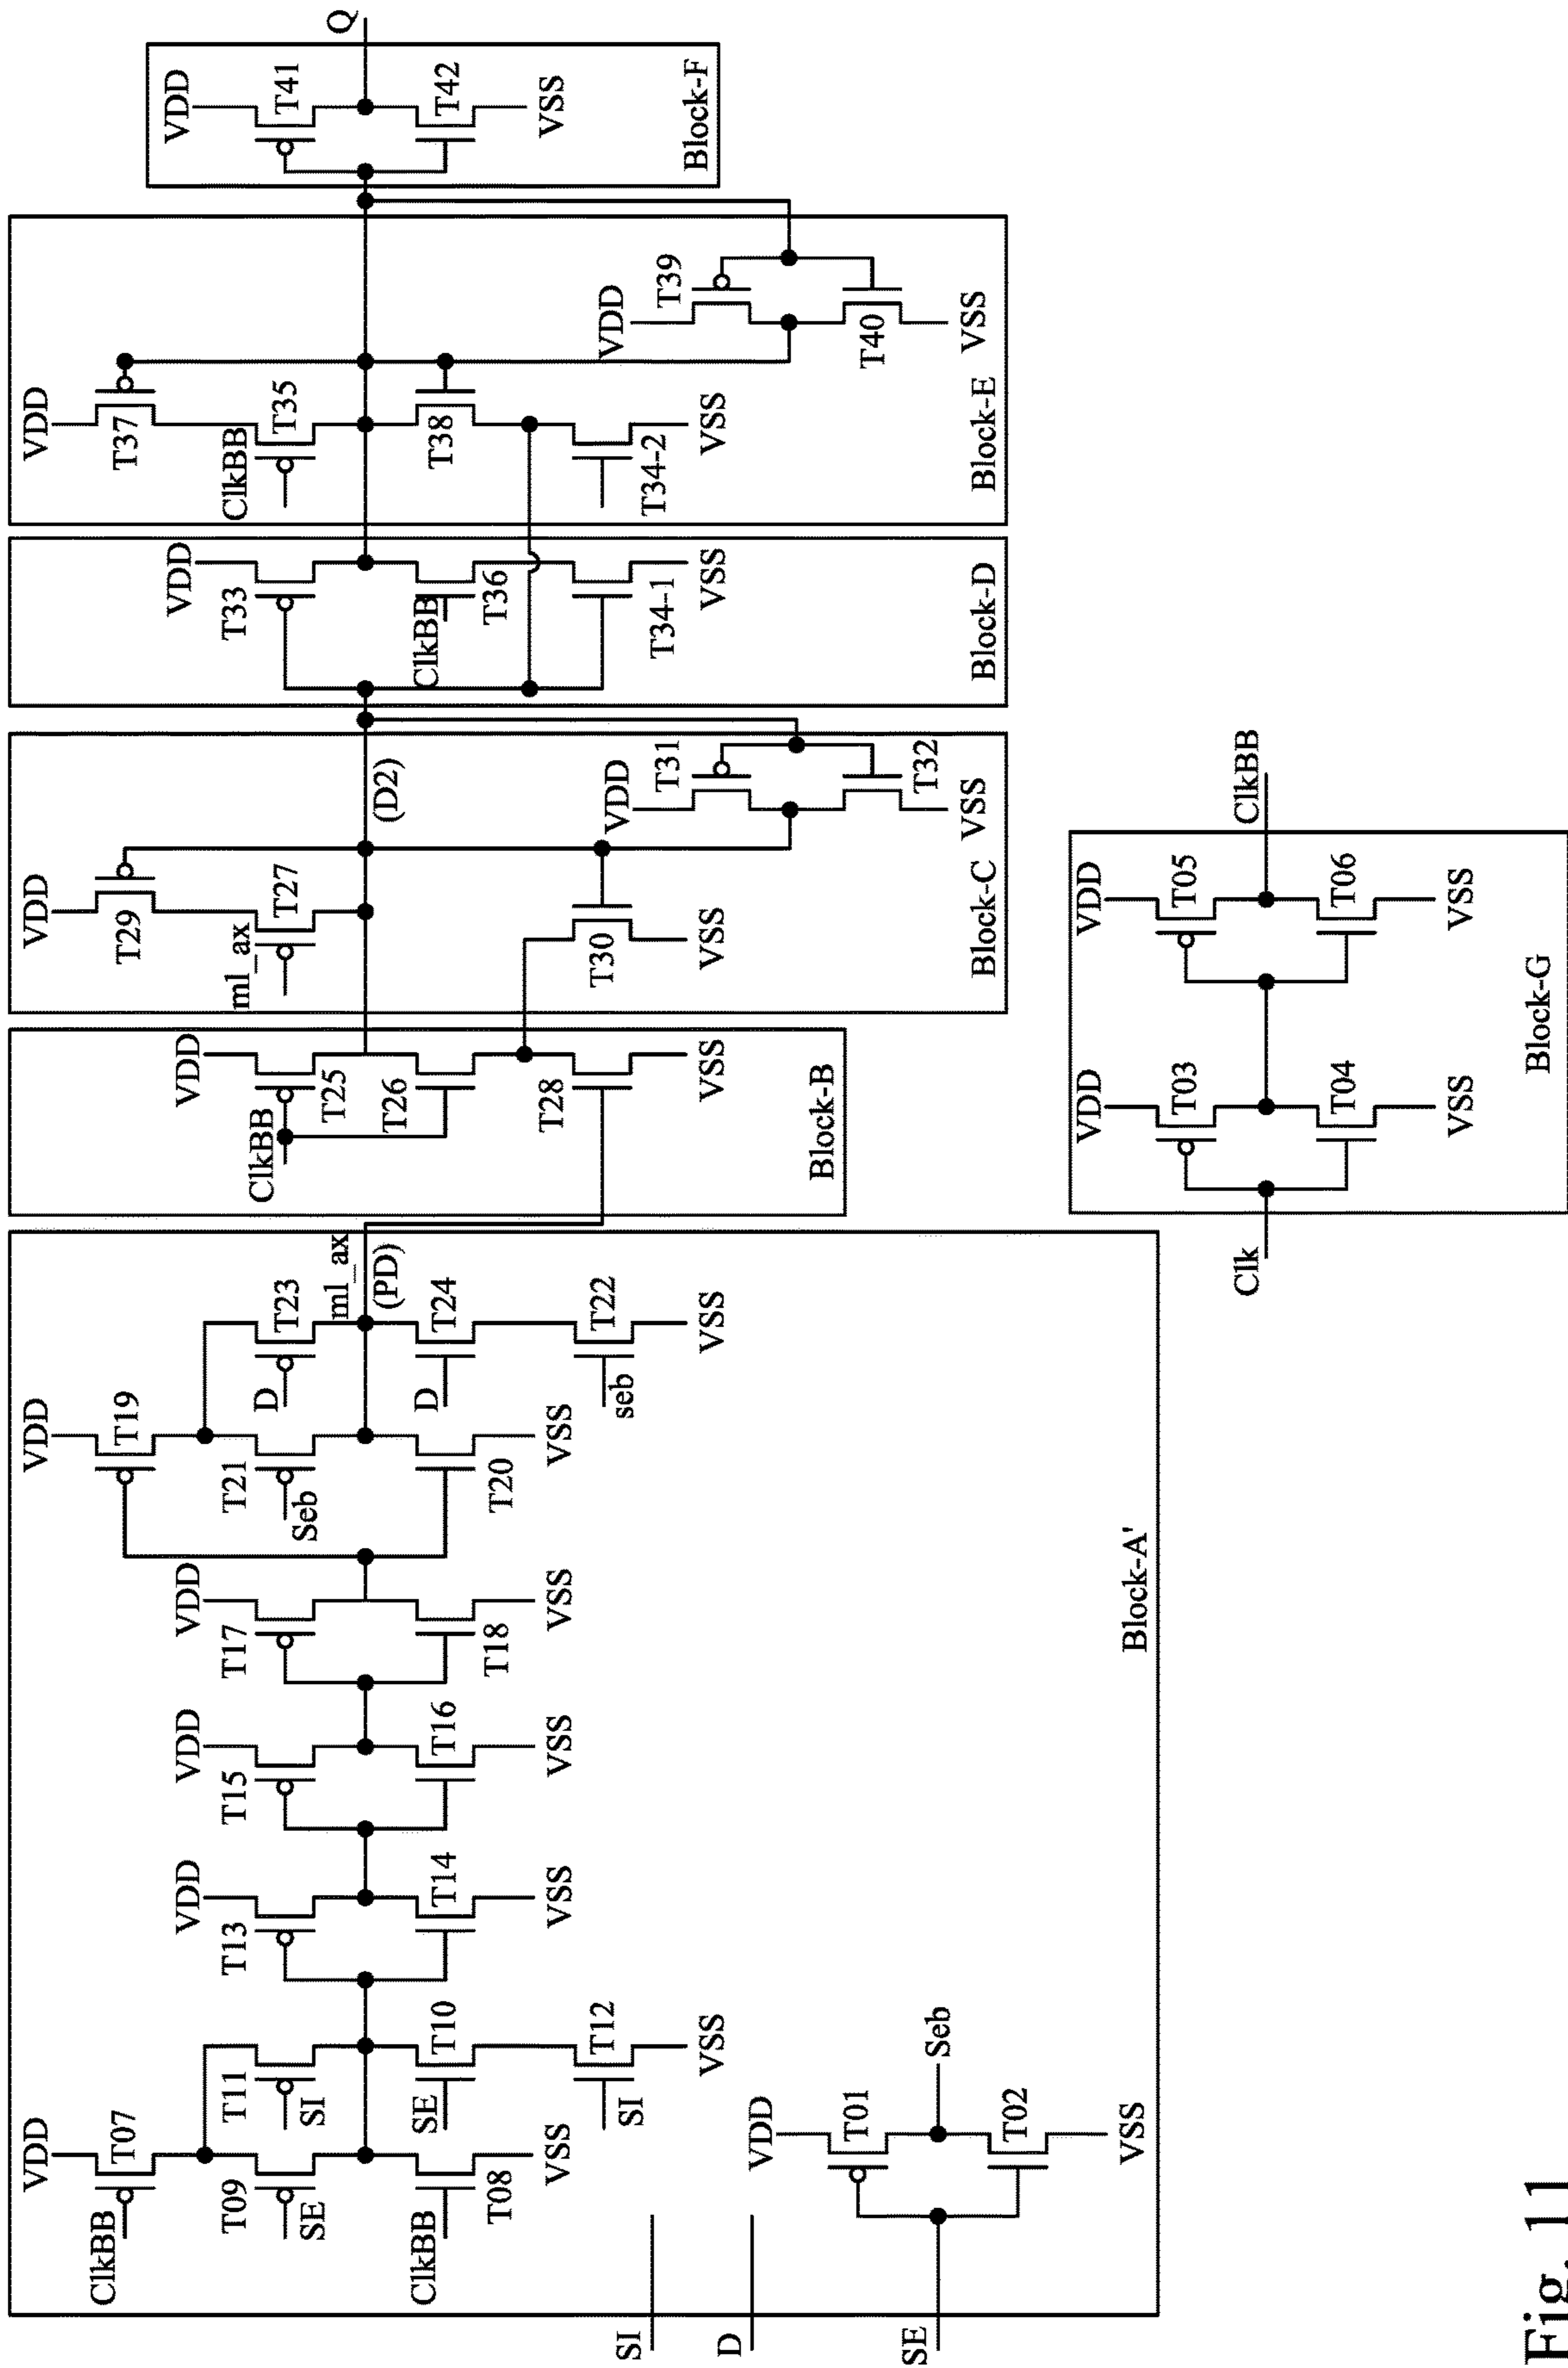 VDD
T07
ClkBB
T09
SE
T11
SI
T10
SE
ClkBB
T08
VSS
T12
SI
VSS
VDD
T13
T14
VSS
VDD
T15
T16
VSS
VDD
T17
T18
VSS
VDD
T19
T21
Seb
T20
VSS
T23
D
ml_ax
(PD)
T24
D
T22
seb
VSS
SI
D
SE
VDD
T01
Seb
T02
VSS
Block-A'
VDD
ClkBB
T25
T26
T28
VSS
Block-B
VDD
T29
ml_ax
T27
(D2)
T30
VSS
VDD
T31
T32
VSS
Block-C
VDD
T33
ClkBB
T36
T34-1
VSS
Block-D
VDD
T37
ClkBB
T35
T38
T34-2
VSS
VDD
T39
T40
VSS
Block-E
VDD
T41
Q
T42
VSS
Block-F
Clk
VDD
T03
T04
VSS
VDD
T05
ClkBB
T06
VSS
Block-G
Fig. 11